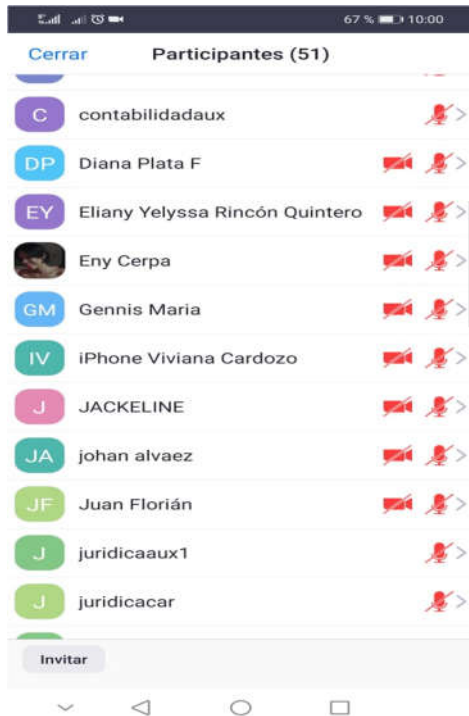 67 % 10:00
Cerrar Participantes (51)
C contabilidadaux
DP Diana Plata F
EY Eliany Yelyssa Rincón Quintero
Eny Cerpa
GM Gennis Maria
IV iPhone Viviana Cardozo
J JACKELINE
JA johan alvaez
JF Juan Florián
J juridicaaux1
J juridicacar
Invitar